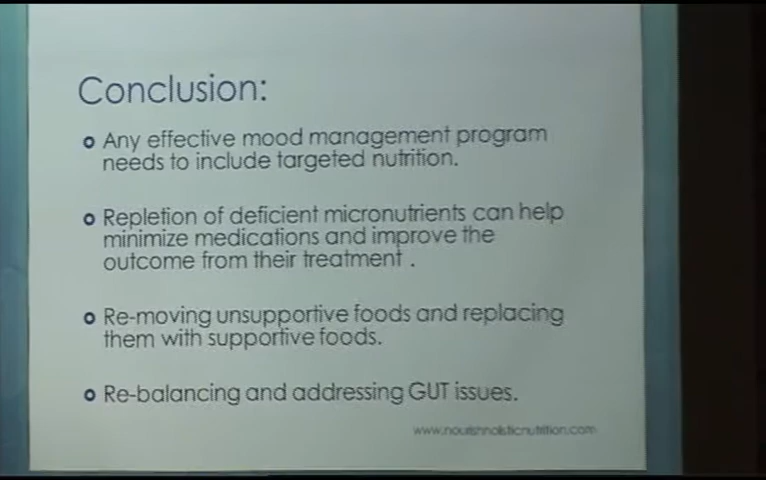 Conclusion:
Any effective mood management program
needs to include targeted nutrition.
Repletion of deficient micronutrients can help
minimize medications and improve the
outcome from their treatment .
Re-moving unsupportive foods and replacing
them with supportive foods.
Re-balancing and addressing GUT issues.
www.nourishholisticnutrition.com